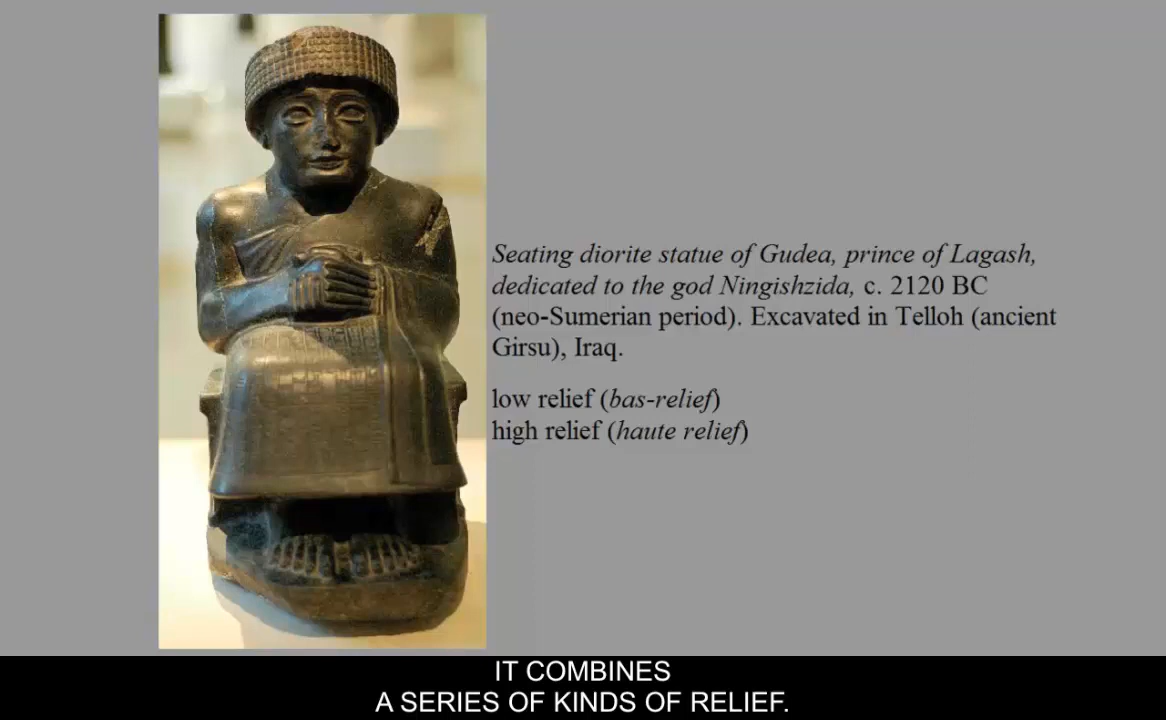 Seating diorite statue of Gudea, prince of Lagash,
dedicated to the god Ningishzida, c. 2120 BC
(neo-Sumerian period). Excavated in Telloh (ancient
Girsu), Iraq.
low relief (bas-relief)
high relief (haute relief)
IT COMBINES
A SERIES OF KINDS OF RELIEF.